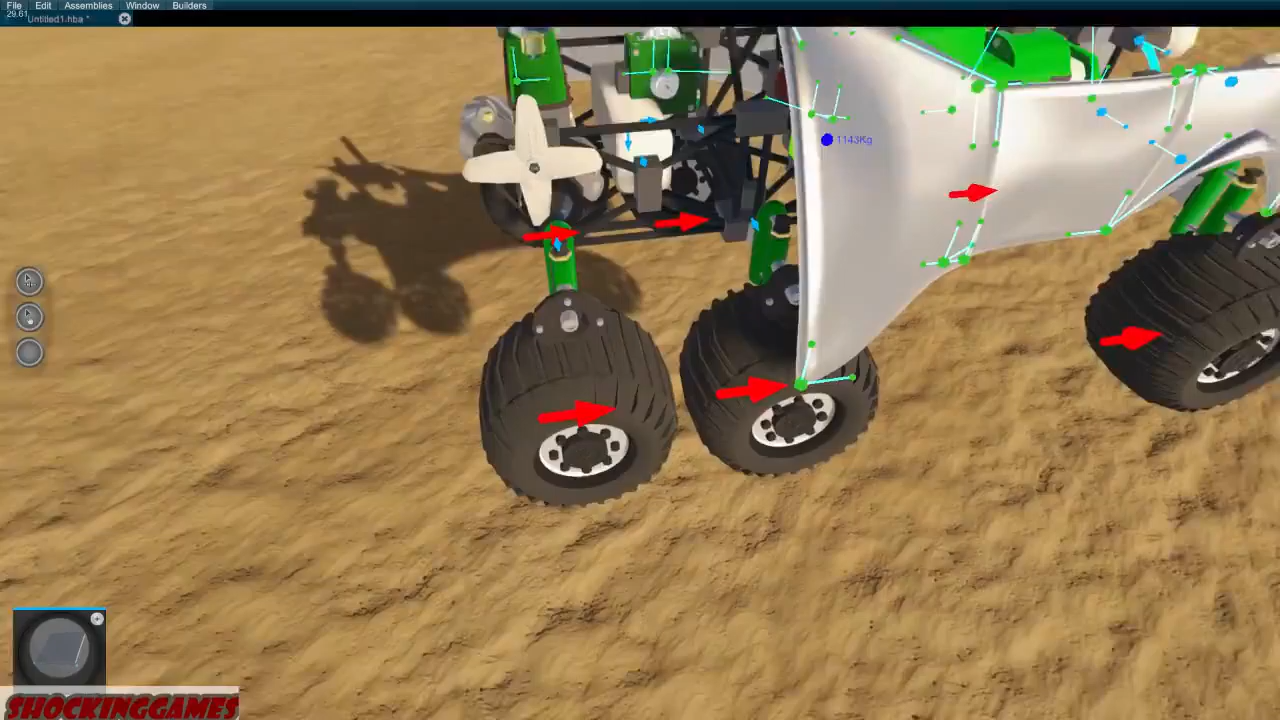 File Edit Assemblies Window Builders
29.61
Untitled1.hba *
1143Kg
SHOCKINGGAMES